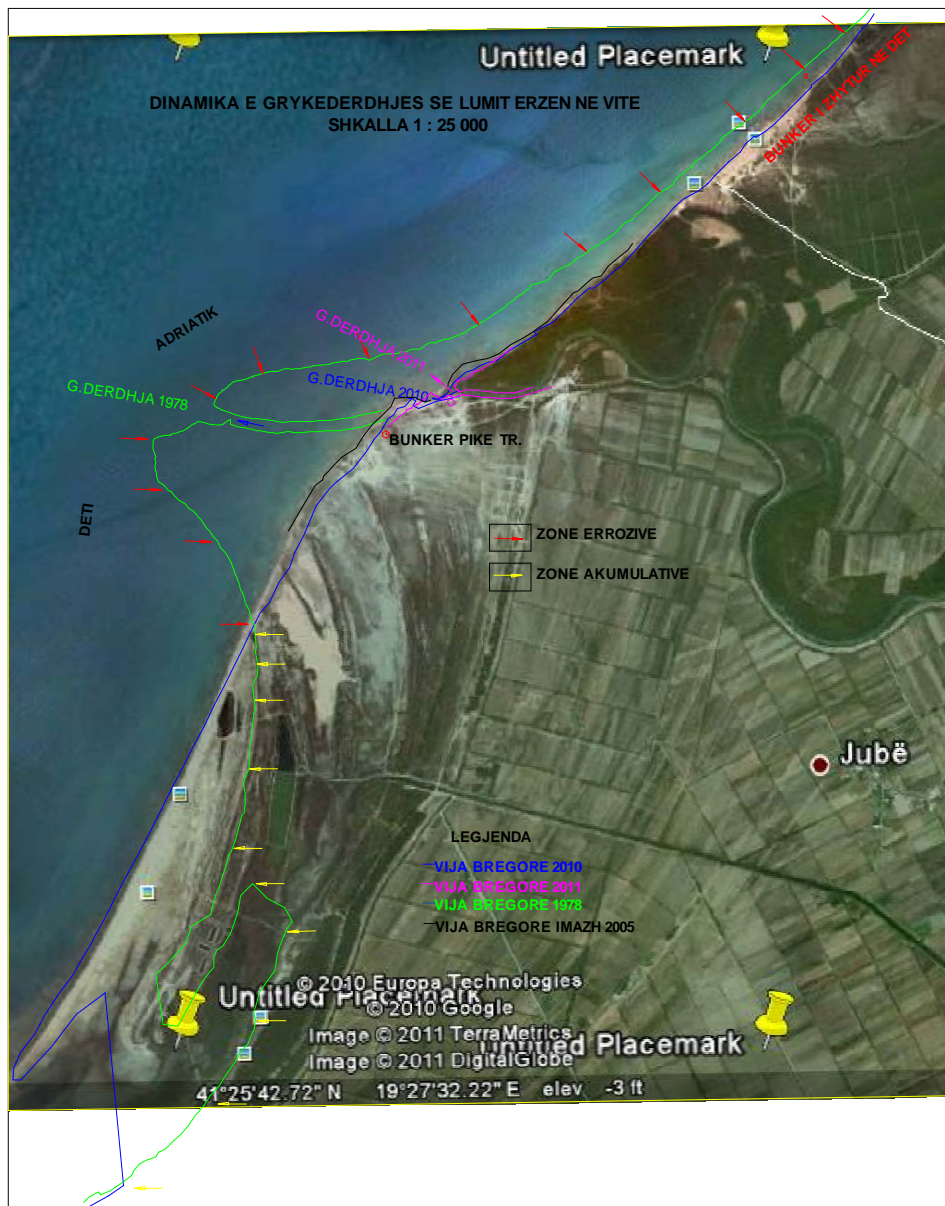 Untitled Placemark
DINAMIKA E GRYKEDERDHJES SE LUMIT ERZEN NE VITE
SHKALLA 1 : 25 000
BUNKER I ZHYTUR NE DET
ADRIATIK
G.DERDHJA 2011
G.DERDHJA 2010
G.DERDHJA 1978
BUNKER PIKE TR.
DETI
ZONE ERROZIVE
ZONE AKUMULATIVE
Jubë
LEGJENDA
VIJA BREGORE 2010
VIJA BREGORE 2011
VIJA BREGORE 1978
VIJA BREGORE IMAZH 2005
© 2010 Europa Technologies
Untitled Placemark
© 2010 Google
Image © 2011 TerraMetrics
Untitled Placemark
Image © 2011 DigitalGlobe
41°25'42.72" N 19°27'32.22" E elev -3 ft